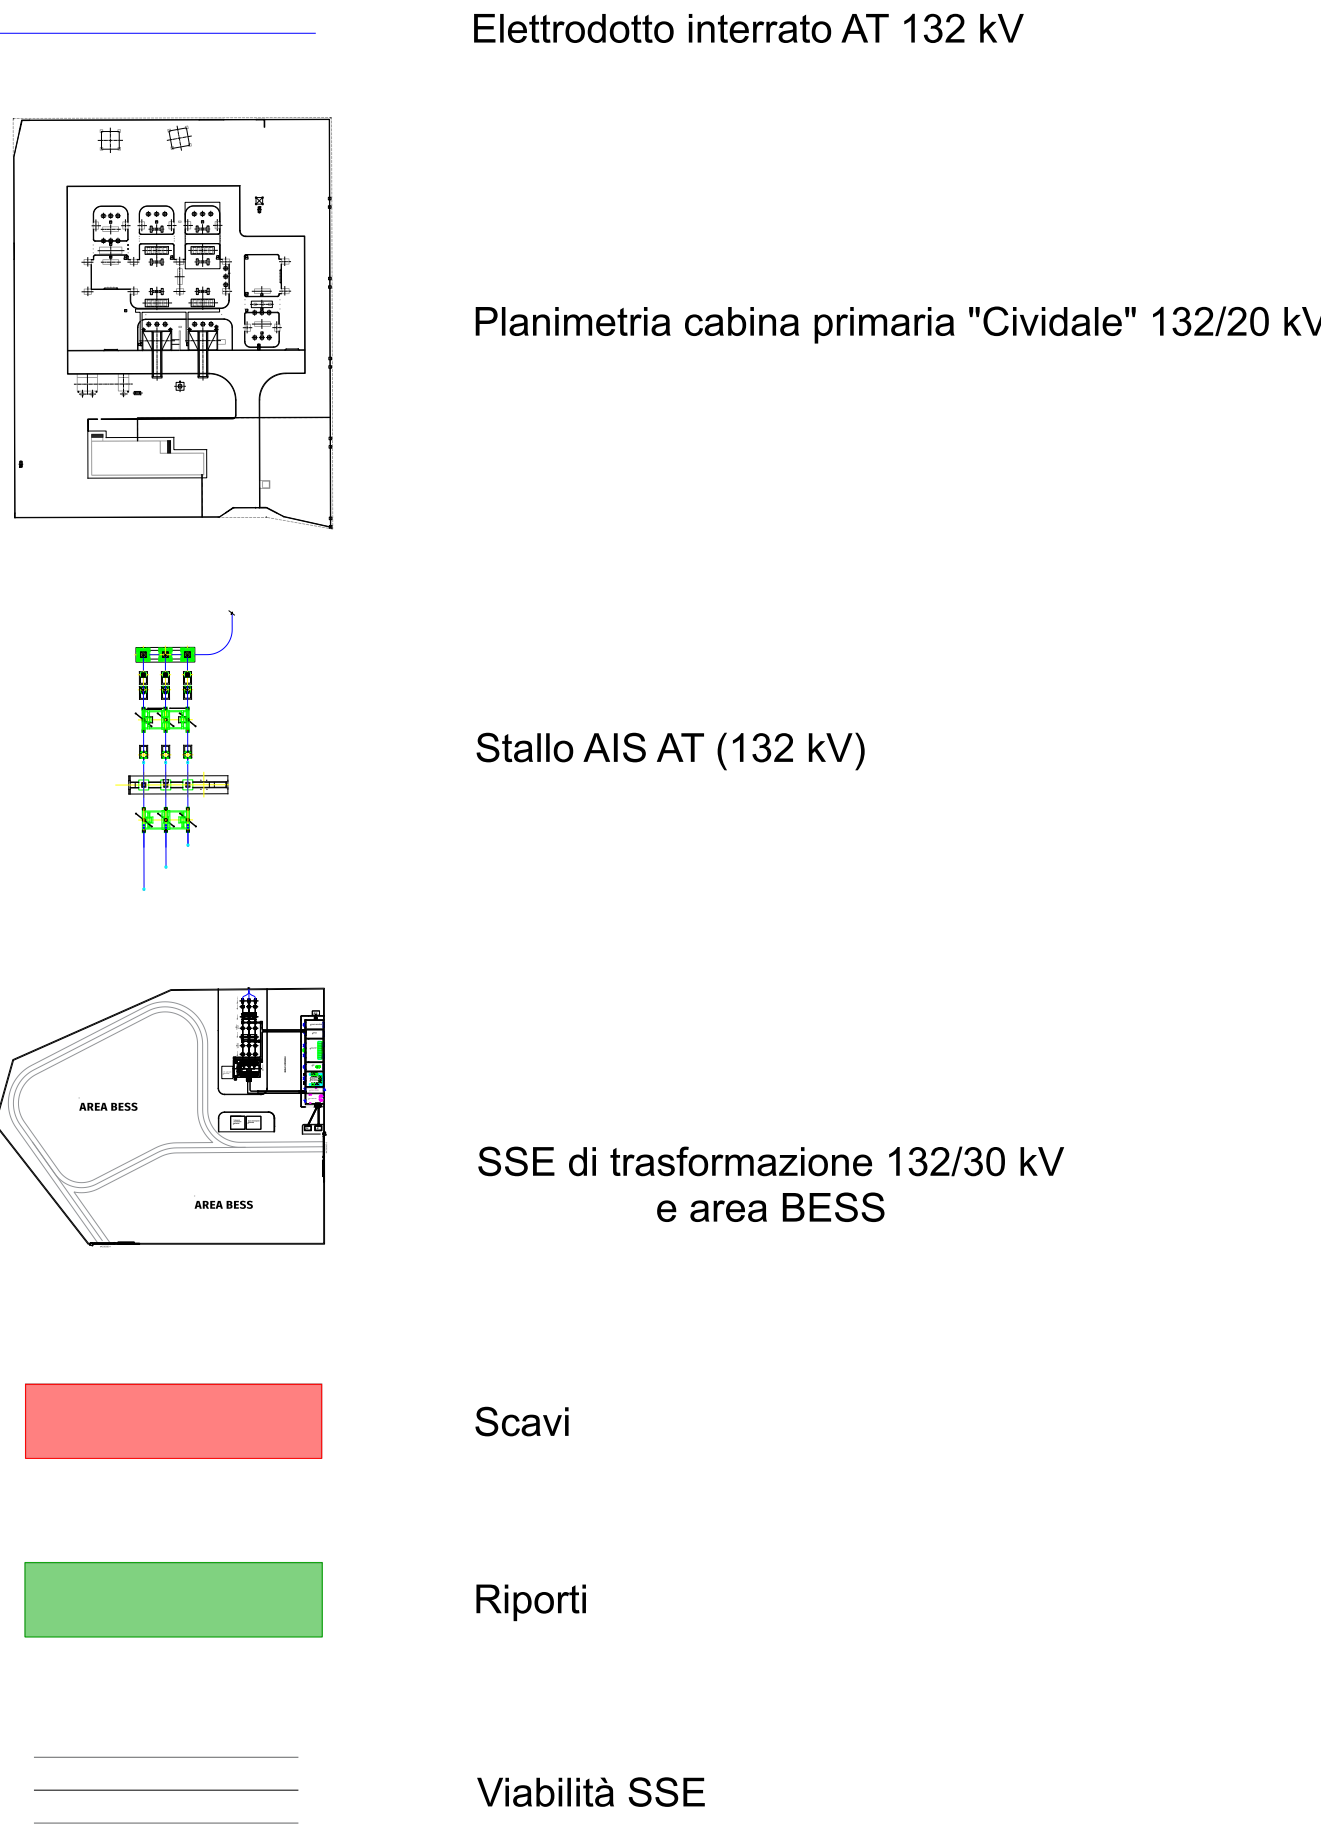 Elettrodotto interrato AT 132 kV
Planimetria cabina primaria "Cividale" 132/20 kV
Stallo AIS AT (132 kV)
AREA BESS
AREA BESS
SSE di trasformazione 132/30 kV
e area BESS
Scavi
Riporti
Viabilità SSE